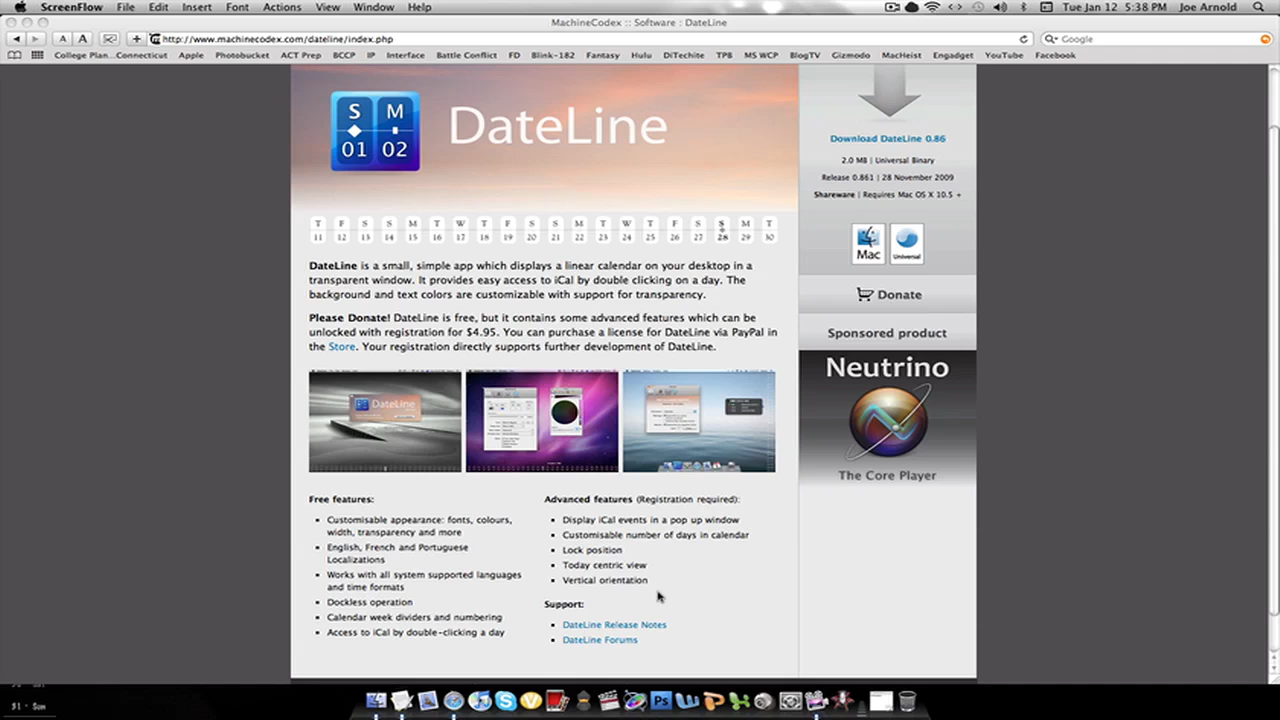 ScreenFlow File Edit Insert Font Actions View Window Help Tue Jan 12 5:38 PM Joe Arnold
MachineCodex :: Software : DateLine
A A http://www.machinecodex.com/dateline/index.php Google
College Plan...Connecticut Apple Photobucket ACT Prep BCCP IP Interface Battle Conflict FD Blink-182 Fantasy Hulu DiTechite TPB MS WCP BlogTV Gizmodo MacHeist Engadget YouTube Facebook
S M
01 02
DateLine
T F S S M T W T F S S M T W T F S S M T
11 12 13 14 15 16 17 18 19 20 21 22 23 24 25 26 27 28 29 30
DateLine is a small, simple app which displays a linear calendar on your desktop in a
transparent window. It provides easy access to iCal by double clicking on a day. The
background and text colors are customizable with support for transparency.
Please Donate! DateLine is free, but it contains some advanced features which can be
unlocked with registration for $4.95. You can purchase a license for DateLine via PayPal in
the Store. Your registration directly supports further development of DateLine.
DateLine
Free features:
Customisable appearance: fonts, colours,
width, transparency and more
English, French and Portuguese
Localizations
Works with all system supported languages
and time formats
Dockless operation
Calendar week dividers and numbering
Access to iCal by double-clicking a day
Advanced features (Registration required):
Display iCal events in a pop up window
Customisable number of days in calendar
Lock position
Today centric view
Vertical orientation
Support:
DateLine Release Notes
DateLine Forums
Download DateLine 0.86
2.0 MB | Universal Binary
Release 0.861 | 28 November 2009
Shareware | Requires Mac OS X 10.5 +
Mac Universal
Donate
Sponsored product
Neutrino
The Core Player
31 - Sun
Ps